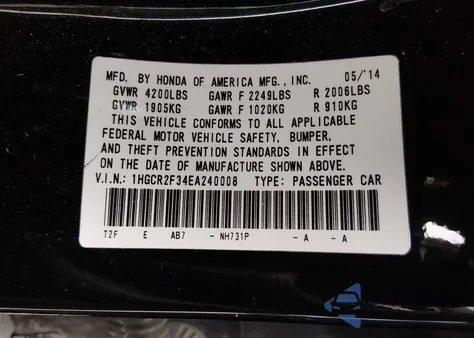 MFD. BY HONDA OF AMERICA MFG., INC. 05/'14
GVWR 4200LBS GAWR F 2249LBS R 2006LBS
GVWR 1905KG GAWR F 1020KG R 910KG
THIS VEHICLE CONFORMS TO ALL APPLICABLE
FEDERAL MOTOR VEHICLE SAFETY, BUMPER,
AND THEFT PREVENTION STANDARDS IN EFFECT
ON THE DATE OF MANUFACTURE SHOWN ABOVE.
V.I.N.: 1HGCR2F34EA240008 TYPE: PASSENGER CAR
T2F E AB7 - NH731P - A - A